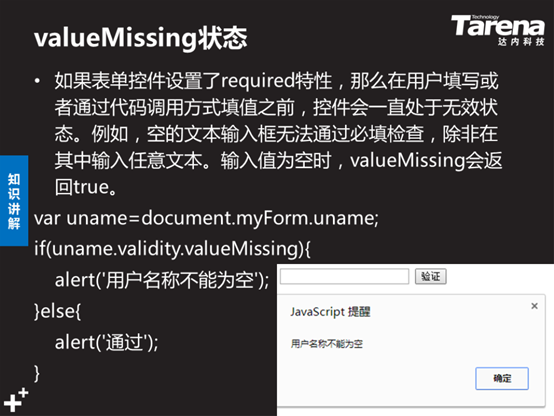 valueMissing状态
Technology
Tarena
达内科技
• 如果表单控件设置了required特性，那么在用户填写或
者通过代码调用方式填值之前，控件会一直处于无效状
态。例如，空的文本输入框无法通过必填检查，除非在
其中输入任意文本。输入值为空时，valueMissing会返
回true。
知识讲解
var uname=document.myForm.uname;
if(uname.validity.valueMissing){
alert('用户名称不能为空');
}else{
alert('通过');
}
验证
JavaScript 提醒
×
用户名称不能为空
确定